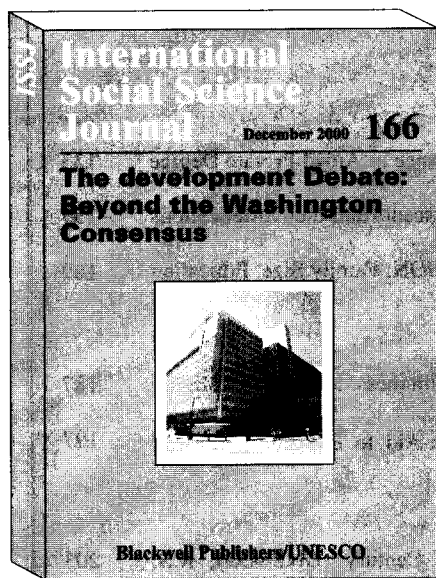 ISSJ
International
Social Science
Journal
December 2000 166
The development Debate:
Beyond the Washington
Consensus
Blackwell Publishers/UNESCO